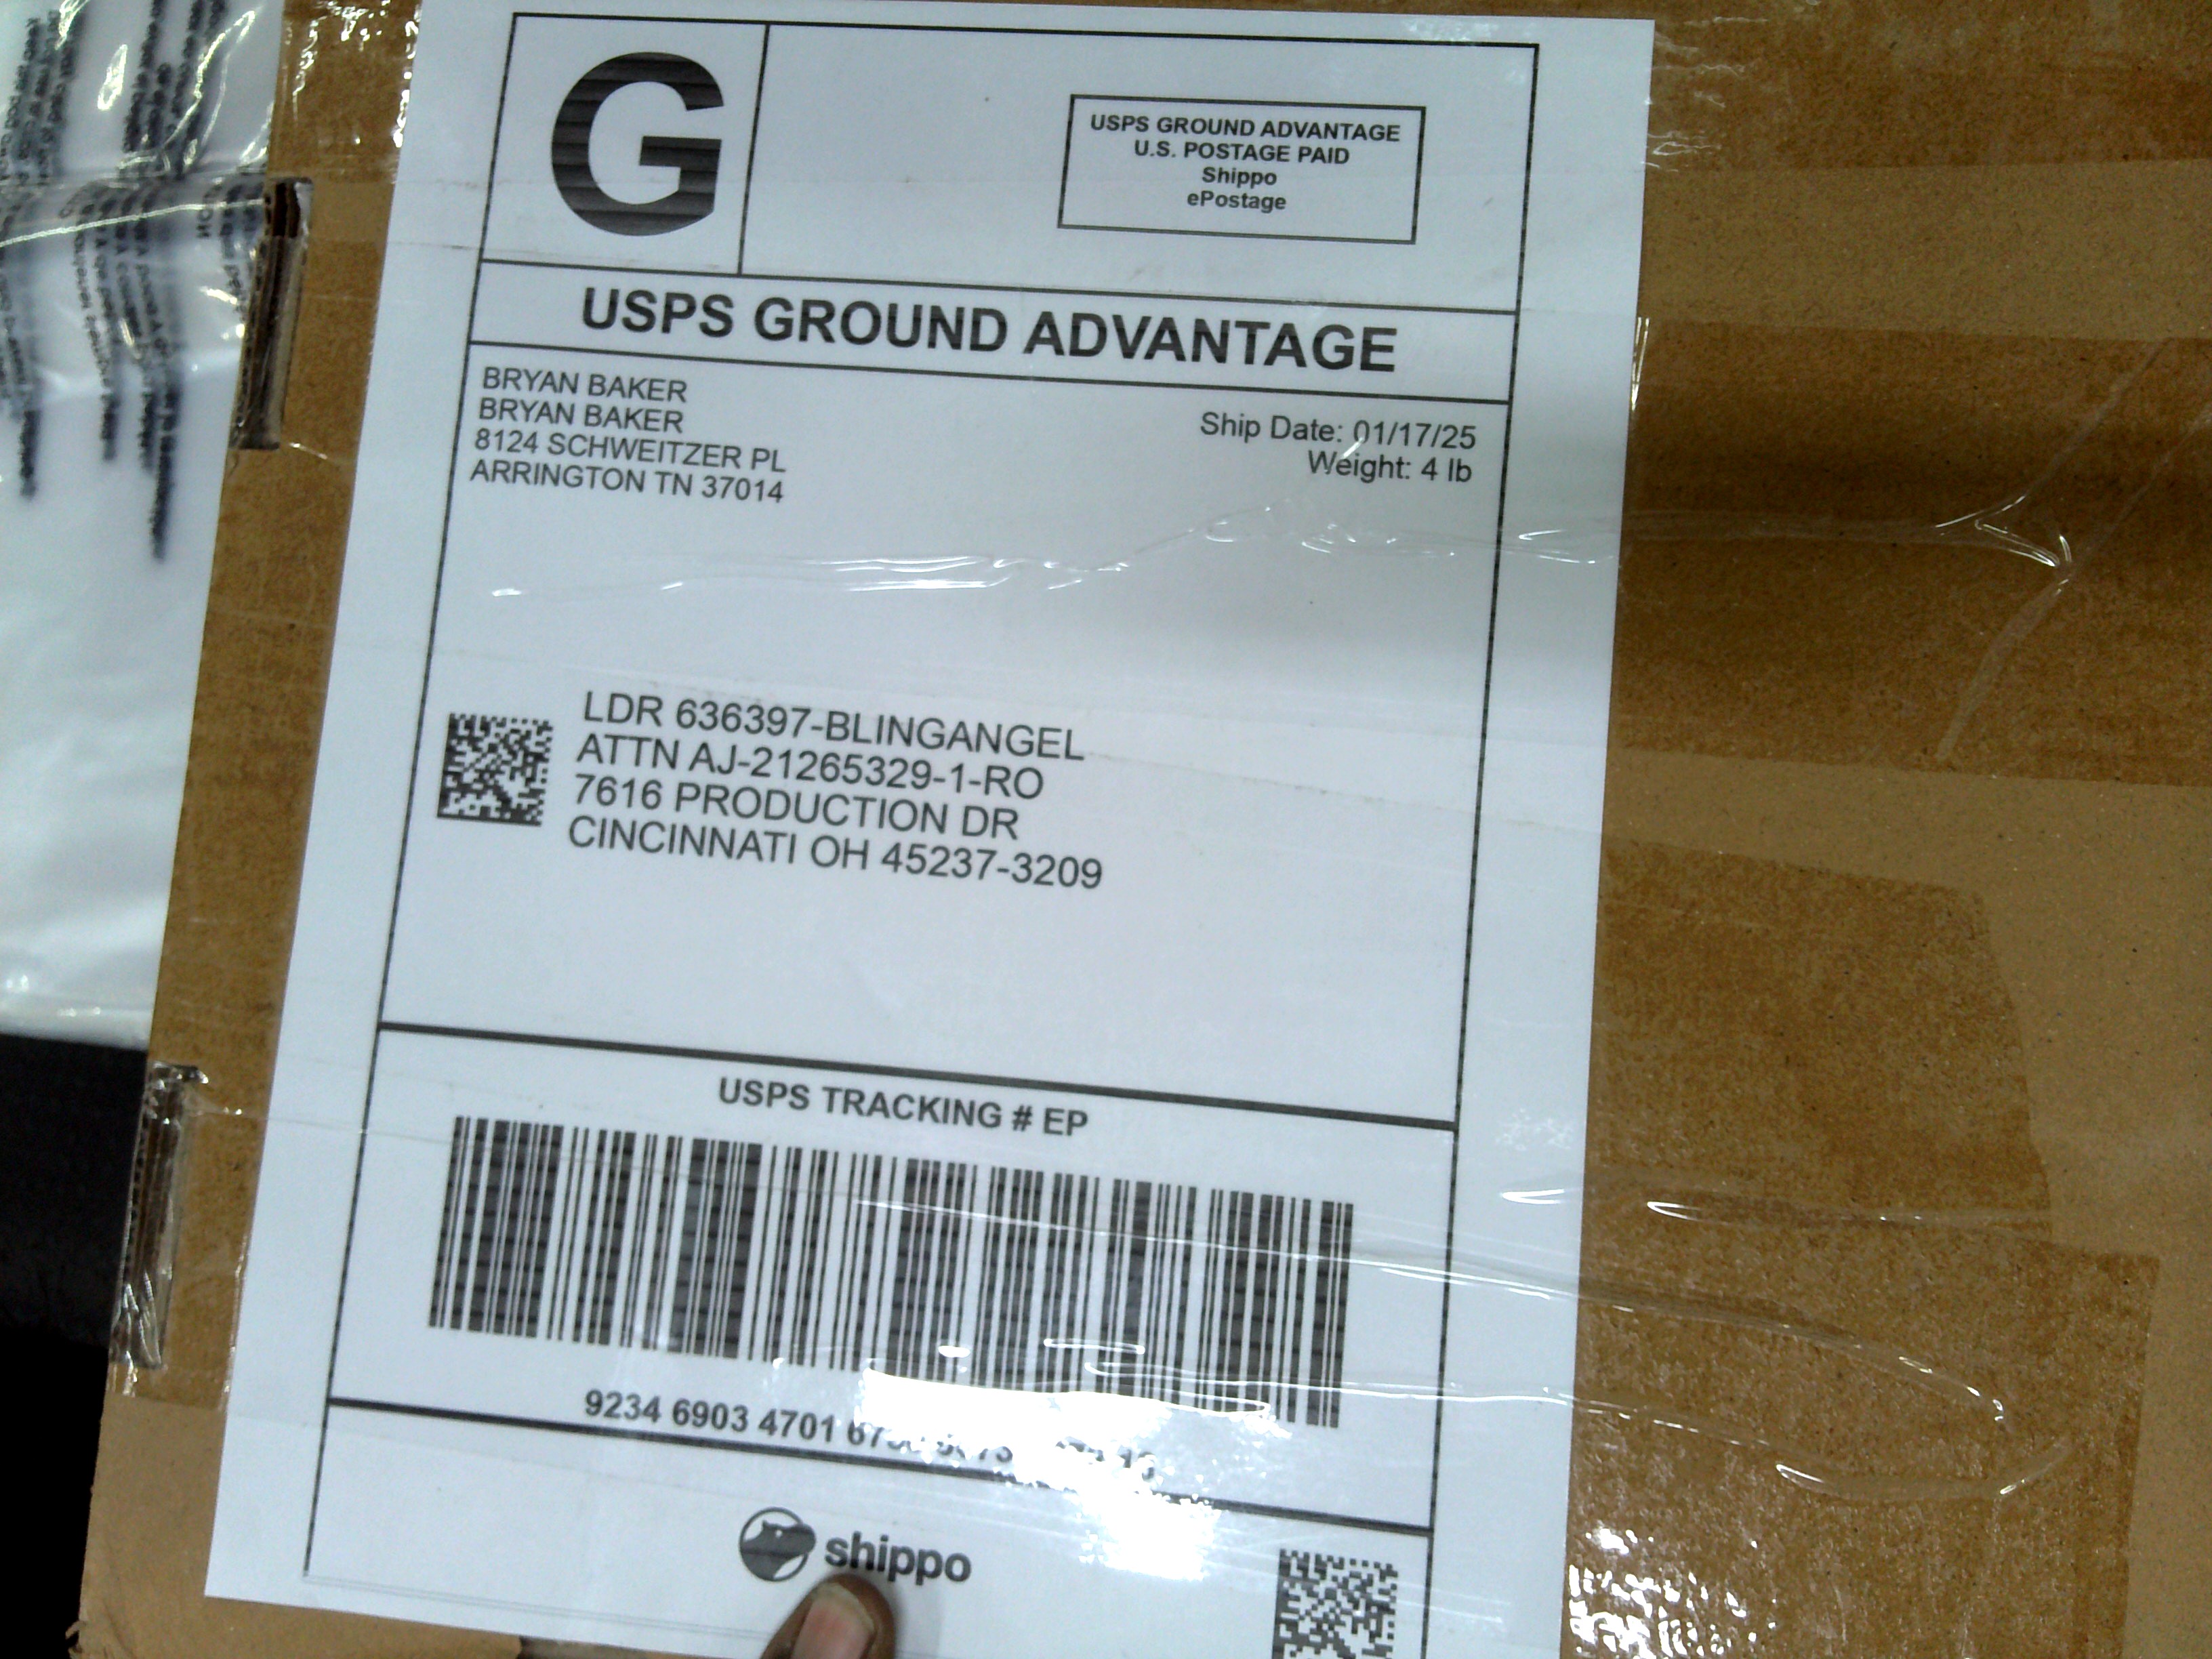 G
USPS GROUND ADVANTAGE
U.S. POSTAGE PAID
Shippo
ePostage
USPS GROUND ADVANTAGE
BRYAN BAKER
BRYAN BAKER
8124 SCHWEITZER PL
ARRINGTON TN 37014
Ship Date: 01/17/25
Weight: 4 lb
LDR 636397-BLINGANGEL
ATTN AJ-21265329-1-RO
7616 PRODUCTION DR
CINCINNATI OH 45237-3209
USPS TRACKING # EP
9234 6903 4701
shippo